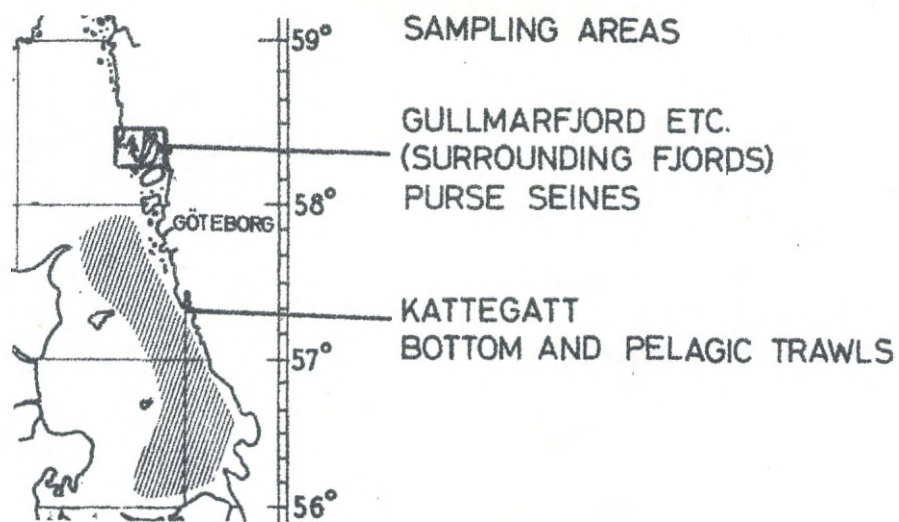 59°
SAMPLING AREAS
GULLMARFJORD ETC.
(SURROUNDING FJORDS)
PURSE SEINES
58°
GÖTEBORG
KATTEGATT
BOTTOM AND PELAGIC TRAWLS
57°
56°